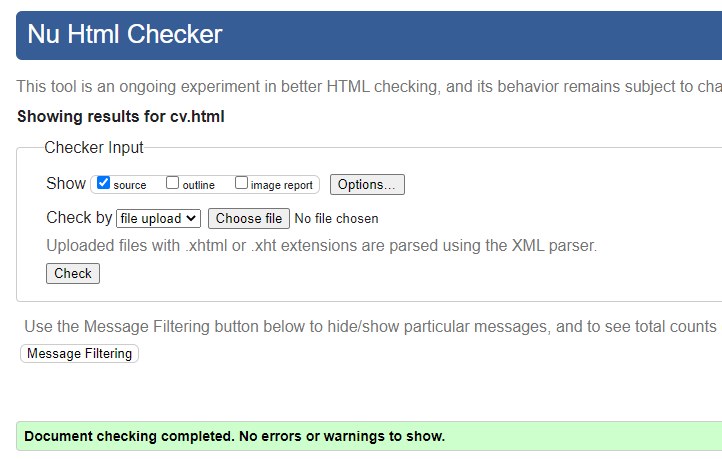 Nu Html Checker
This tool is an ongoing experiment in better HTML checking, and its behavior remains subject to cha
Showing results for cv.html
Checker Input
Show source outline image report Options...
Check by file upload Choose file No file chosen
Uploaded files with .xhtml or .xht extensions are parsed using the XML parser.
Check
Use the Message Filtering button below to hide/show particular messages, and to see total counts
Message Filtering
Document checking completed. No errors or warnings to show.